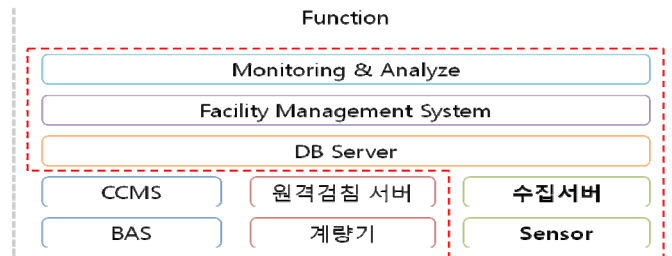 Function
Monitoring & Analyze
Facility Management System
DB Server
CCMS 원격검침 서버 수집서버
BAS 계량기 Sensor